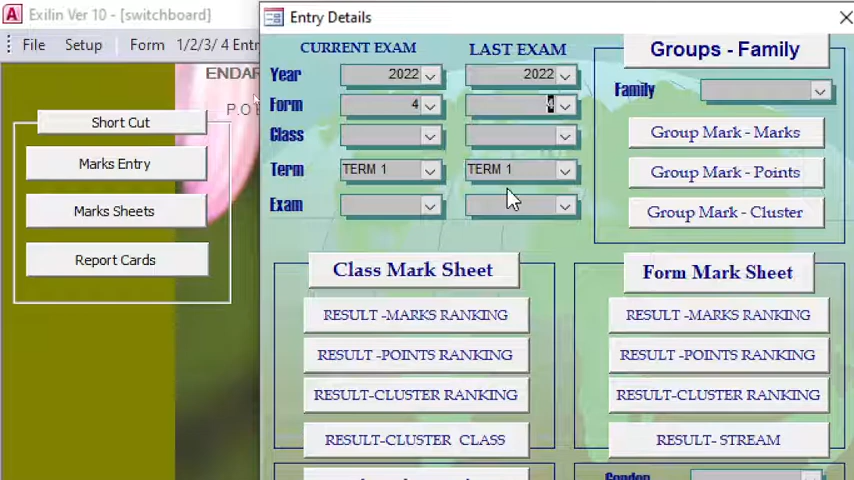 Exilin Ver 10 - [switchboard]
File Setup Form 1/2/3/ 4 Entr
ENDAR
P.O
Short Cut
Marks Entry
Marks Sheets
Report Cards
Entry Details
CURRENT EXAM LAST EXAM
Year 2022 2022
Form 4 4
Class
Term TERM 1 TERM 1
Exam
Groups - Family
Family
Group Mark - Marks
Group Mark - Points
Group Mark - Cluster
Class Mark Sheet
RESULT -MARKS RANKING
RESULT -POINTS RANKING
RESULT-CLUSTER RANKING
RESULT-CLUSTER CLASS
Form Mark Sheet
RESULT -MARKS RANKING
RESULT -POINTS RANKING
RESULT-CLUSTER RANKING
RESULT- STREAM